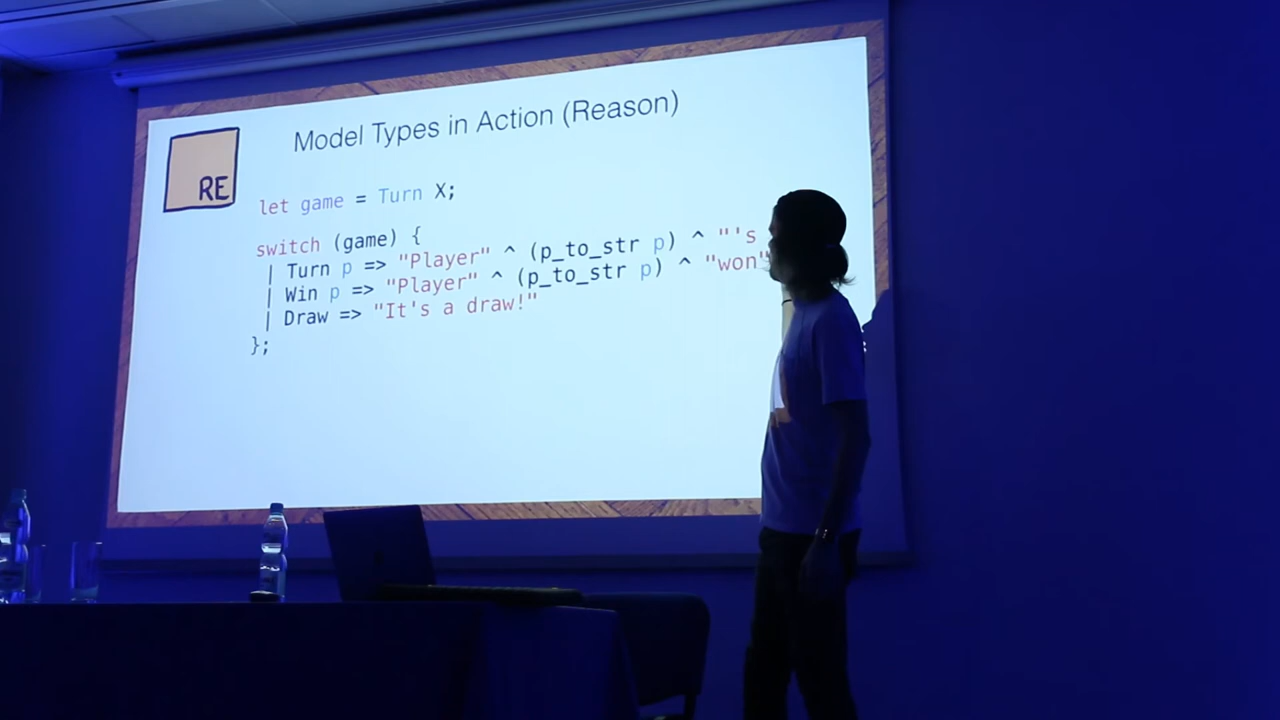 Model Types in Action (Reason)
RE
let game = Turn X;
switch (game) {
| Turn p => "Player" ^ (p_to_str p) ^ "'s
| Win p => "Player" ^ (p_to_str p) ^ "won"
| Draw => "It's a draw!"
};